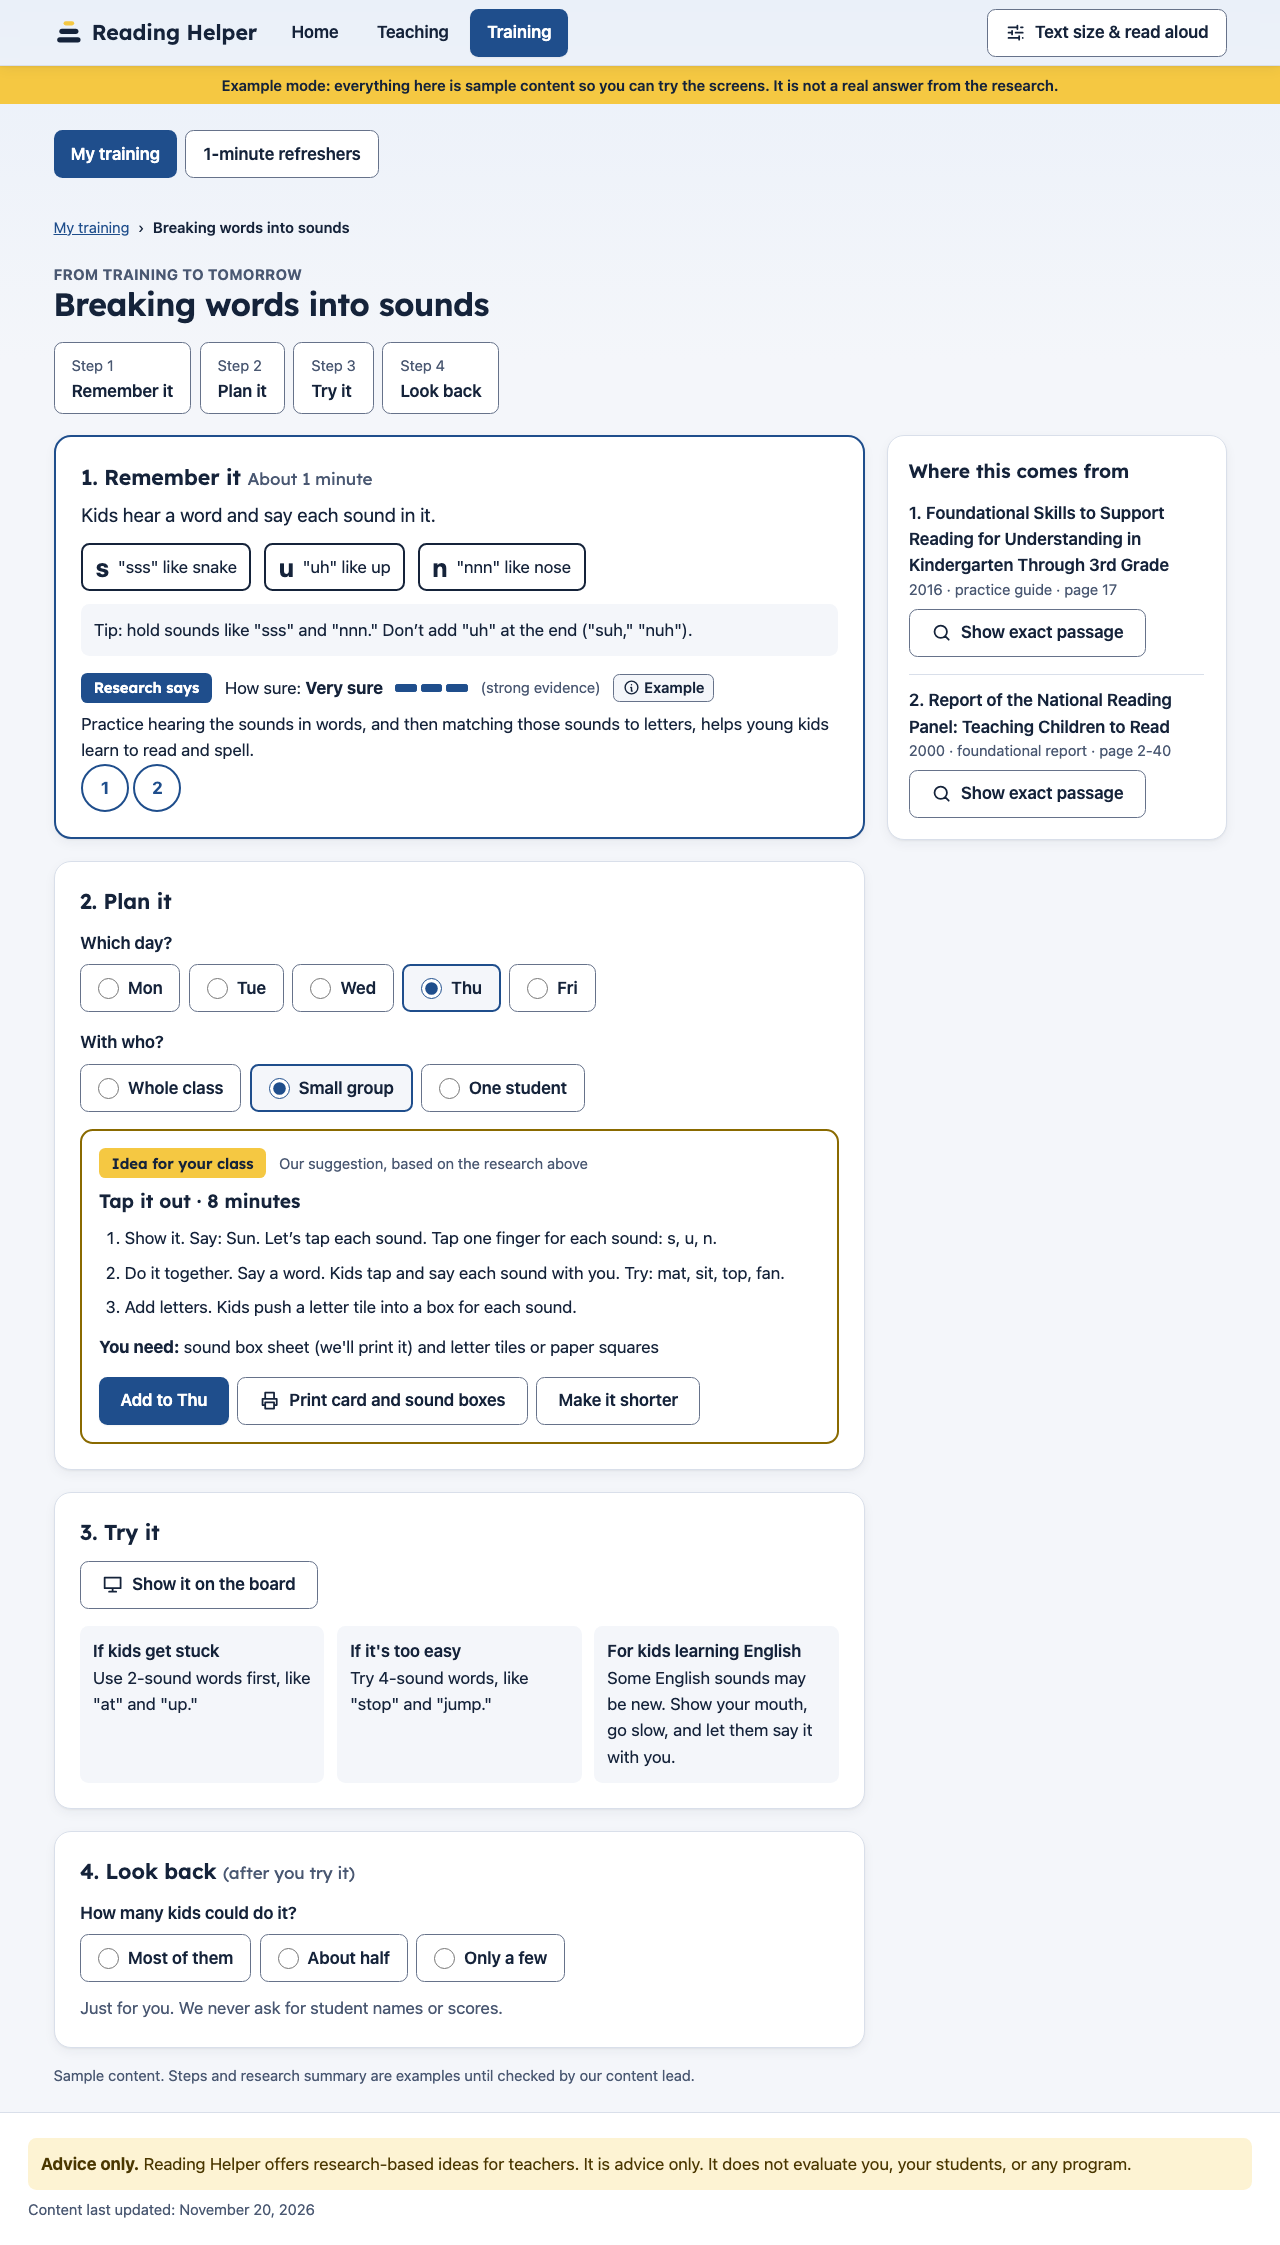 Reading Helper
Home
Teaching
Training
Text size & read aloud
Example mode: everything here is sample content so you can try the screens. It is not a real answer from the research.
My training
1-minute refreshers
My training › Breaking words into sounds
FROM TRAINING TO TOMORROW
Breaking words into sounds
Step 1
Remember it
Step 2
Plan it
Step 3
Try it
Step 4
Look back
1. Remember it About 1 minute
Kids hear a word and say each sound in it.
s "sss" like snake
u "uh" like up
n "nnn" like nose
Tip: hold sounds like "sss" and "nnn." Don’t add "uh" at the end ("suh," "nuh").
Research says How sure: Very sure (strong evidence) Example
Practice hearing the sounds in words, and then matching those sounds to letters, helps young kids
learn to read and spell.
1 2
Where this comes from
1. Foundational Skills to Support
Reading for Understanding in
Kindergarten Through 3rd Grade
2016 · practice guide · page 17
Show exact passage
2. Report of the National Reading
Panel: Teaching Children to Read
2000 · foundational report · page 2-40
Show exact passage
2. Plan it
Which day?
Mon
Tue
Wed
Thu
Fri
With who?
Whole class
Small group
One student
Idea for your class Our suggestion, based on the research above
Tap it out · 8 minutes
1. Show it. Say: Sun. Let’s tap each sound. Tap one finger for each sound: s, u, n.
2. Do it together. Say a word. Kids tap and say each sound with you. Try: mat, sit, top, fan.
3. Add letters. Kids push a letter tile into a box for each sound.
You need: sound box sheet (we'll print it) and letter tiles or paper squares
Add to Thu
Print card and sound boxes
Make it shorter
3. Try it
Show it on the board
If kids get stuck
Use 2-sound words first, like
"at" and "up."
If it's too easy
Try 4-sound words, like
"stop" and "jump."
For kids learning English
Some English sounds may
be new. Show your mouth,
go slow, and let them say it
with you.
4. Look back (after you try it)
How many kids could do it?
Most of them
About half
Only a few
Just for you. We never ask for student names or scores.
Sample content. Steps and research summary are examples until checked by our content lead.
Advice only. Reading Helper offers research-based ideas for teachers. It is advice only. It does not evaluate you, your students, or any program.
Content last updated: November 20, 2026